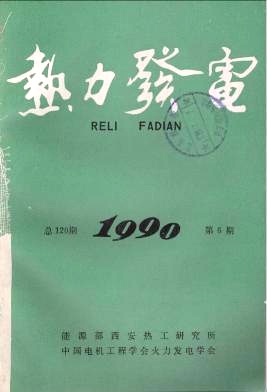 熱力發電
RELI FADIAN
总120期 1990 第6期
能源部西安热工研究所
中国电机工程学会火力发电学会